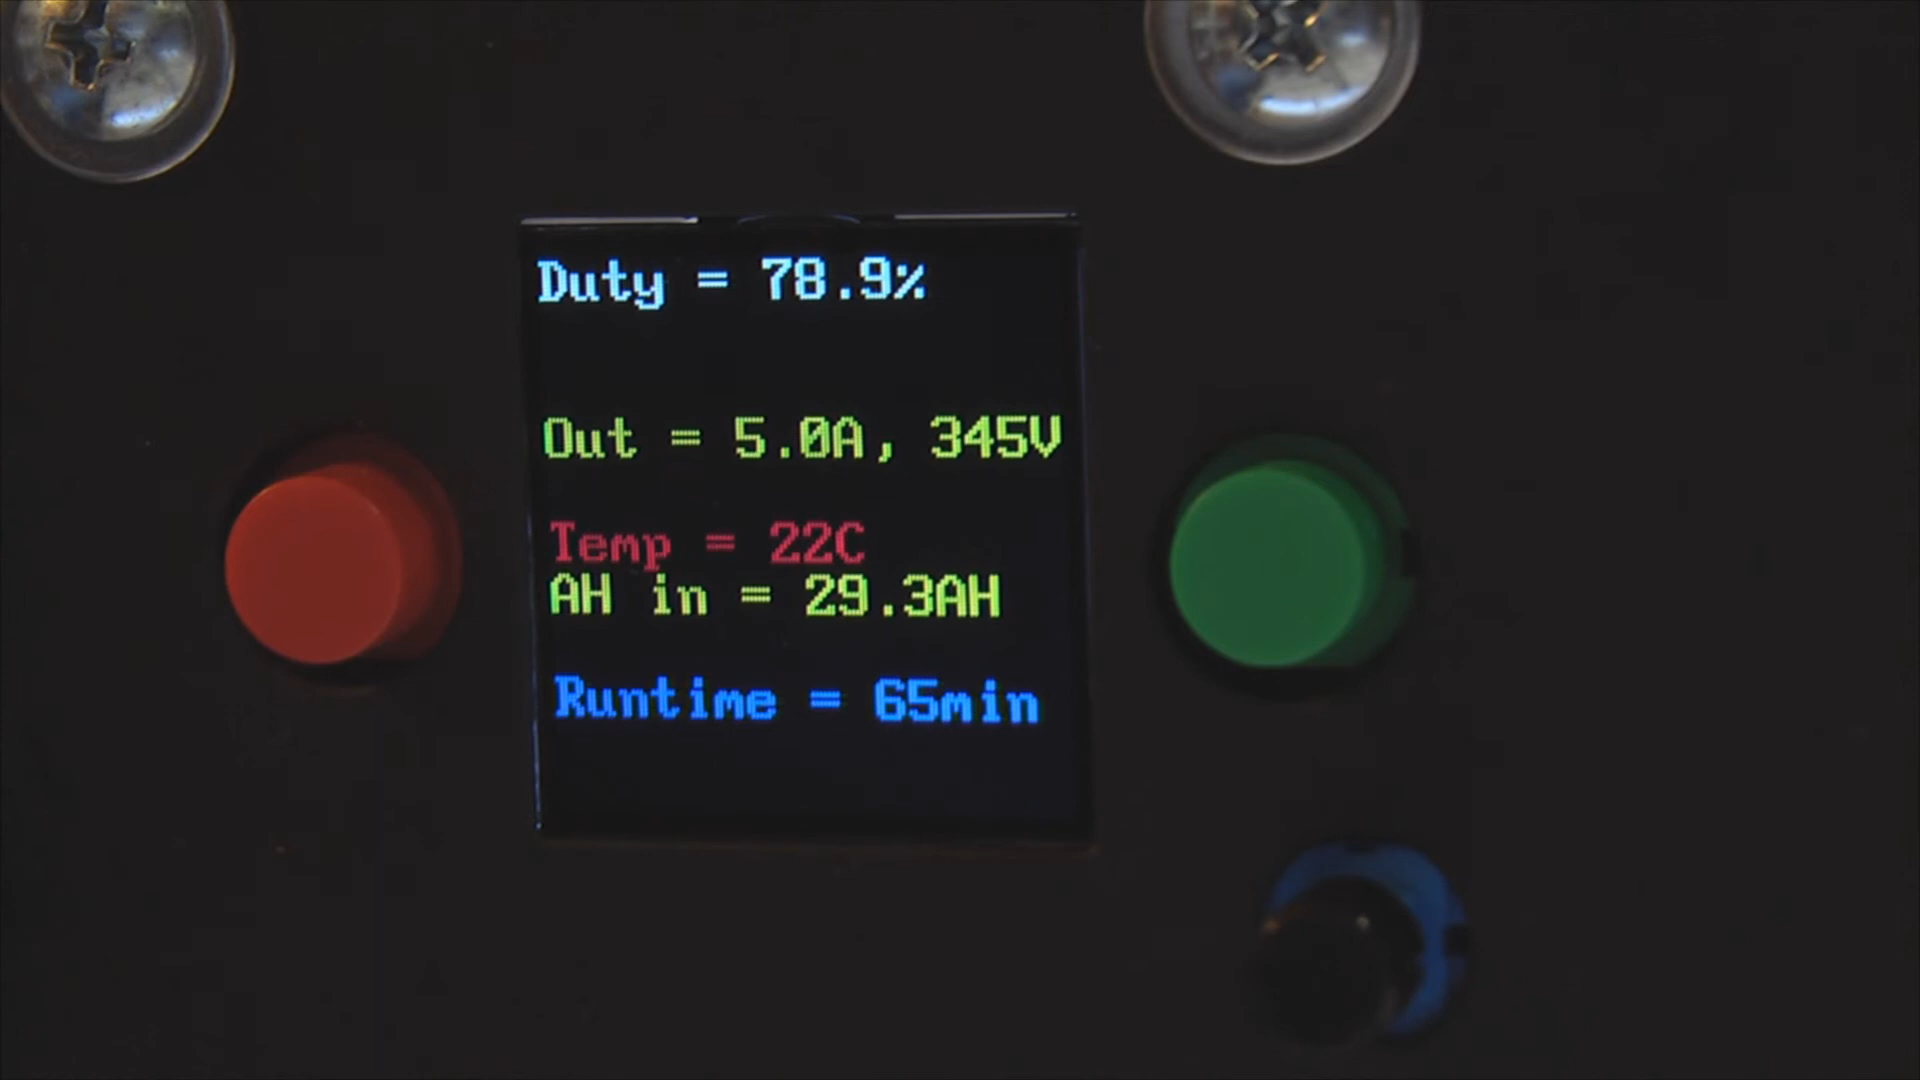 Duty = 78.9%
Out = 5.0A, 345V
Temp = 22C
AH in = 29.3AH
Runtime = 65min